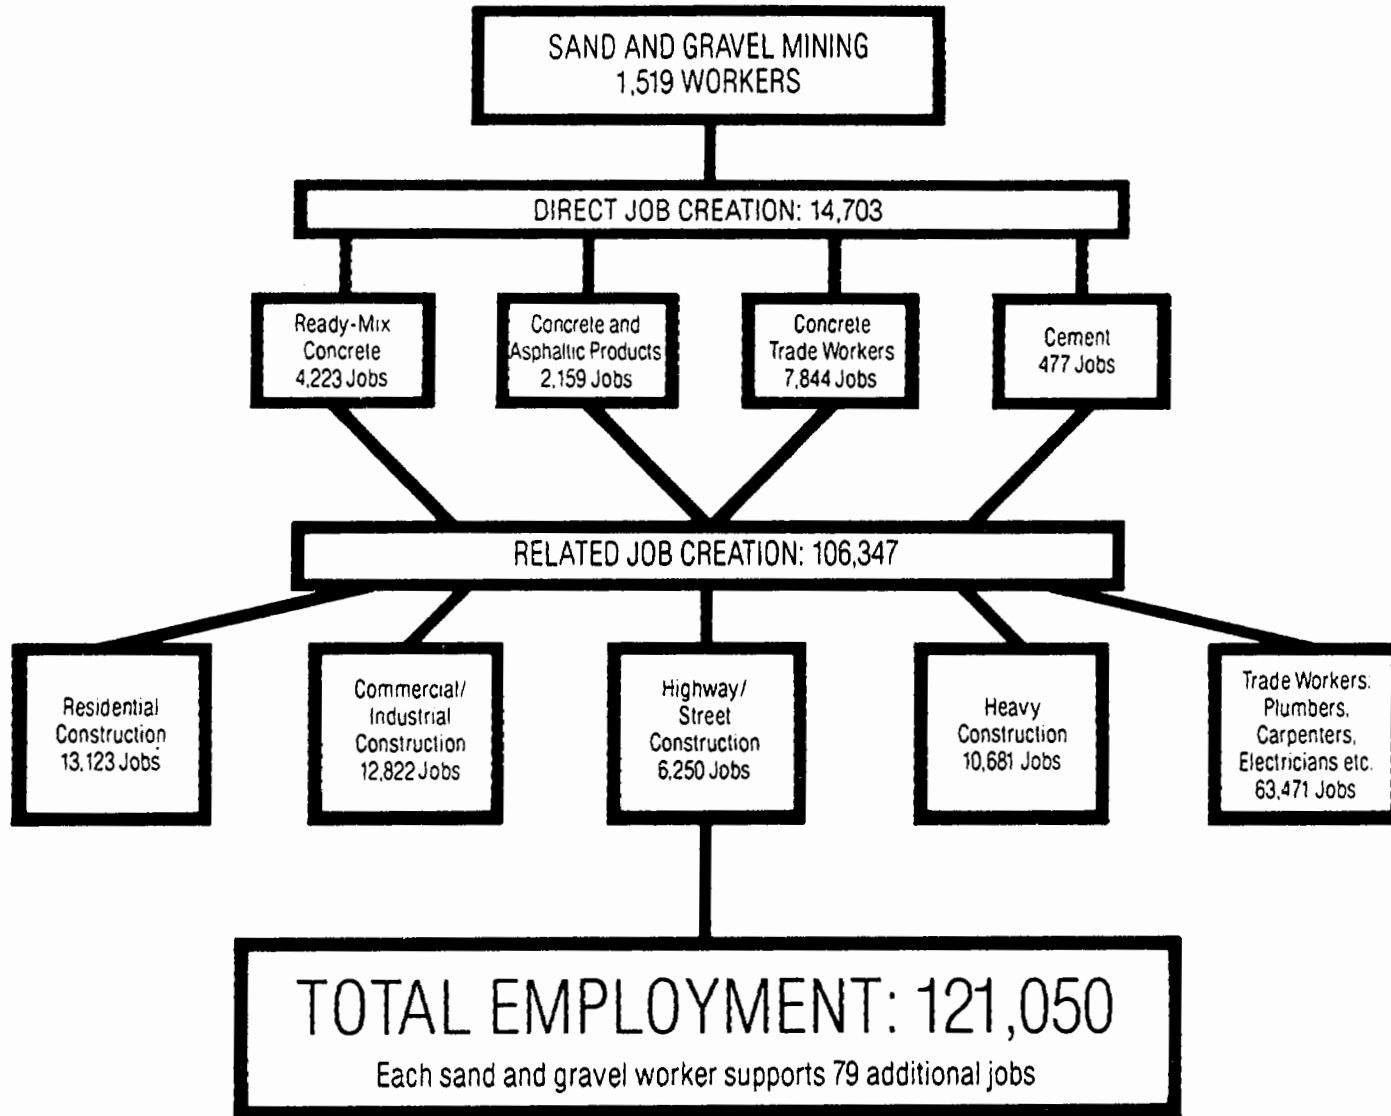 SAND AND GRAVEL MINING
1,519 WORKERS
DIRECT JOB CREATION: 14,703
Ready-Mix
Concrete
4,223 Jobs
Concrete and
Asphaltic Products
2,159 Jobs
Concrete
Trade Workers
7,844 Jobs
Cement
477 Jobs
RELATED JOB CREATION: 106,347
Residential
Construction
13,123 Jobs
Commercial/
Industrial
Construction
12,822 Jobs
Highway/
Street
Construction
6,250 Jobs
Heavy
Construction
10,681 Jobs
Trade Workers:
Plumbers,
Carpenters,
Electricians etc.
63,471 Jobs
TOTAL EMPLOYMENT: 121,050
Each sand and gravel worker supports 79 additional jobs